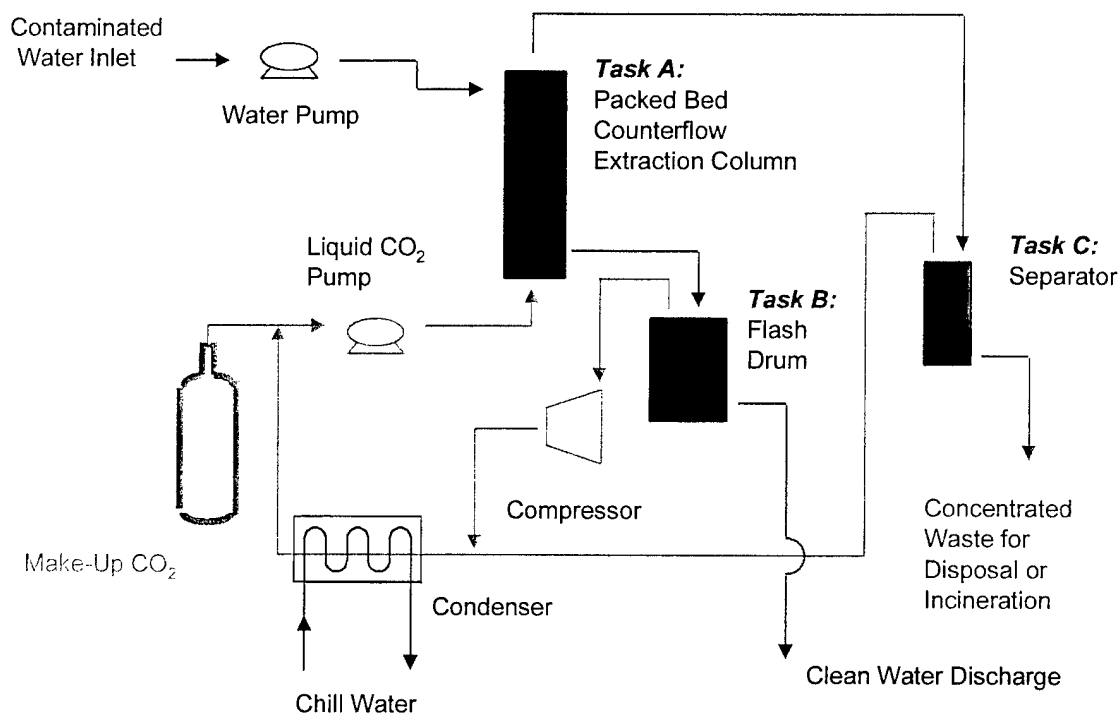 Contaminated
Water Inlet
Water Pump
Task A:
Packed Bed
Counterflow
Extraction Column
Liquid CO₂
Pump
Task B:
Flash
Drum
Task C:
Separator
Compressor
Make-Up CO₂
Condenser
Chill Water
Concentrated
Waste for
Disposal or
Incineration
Clean Water Discharge